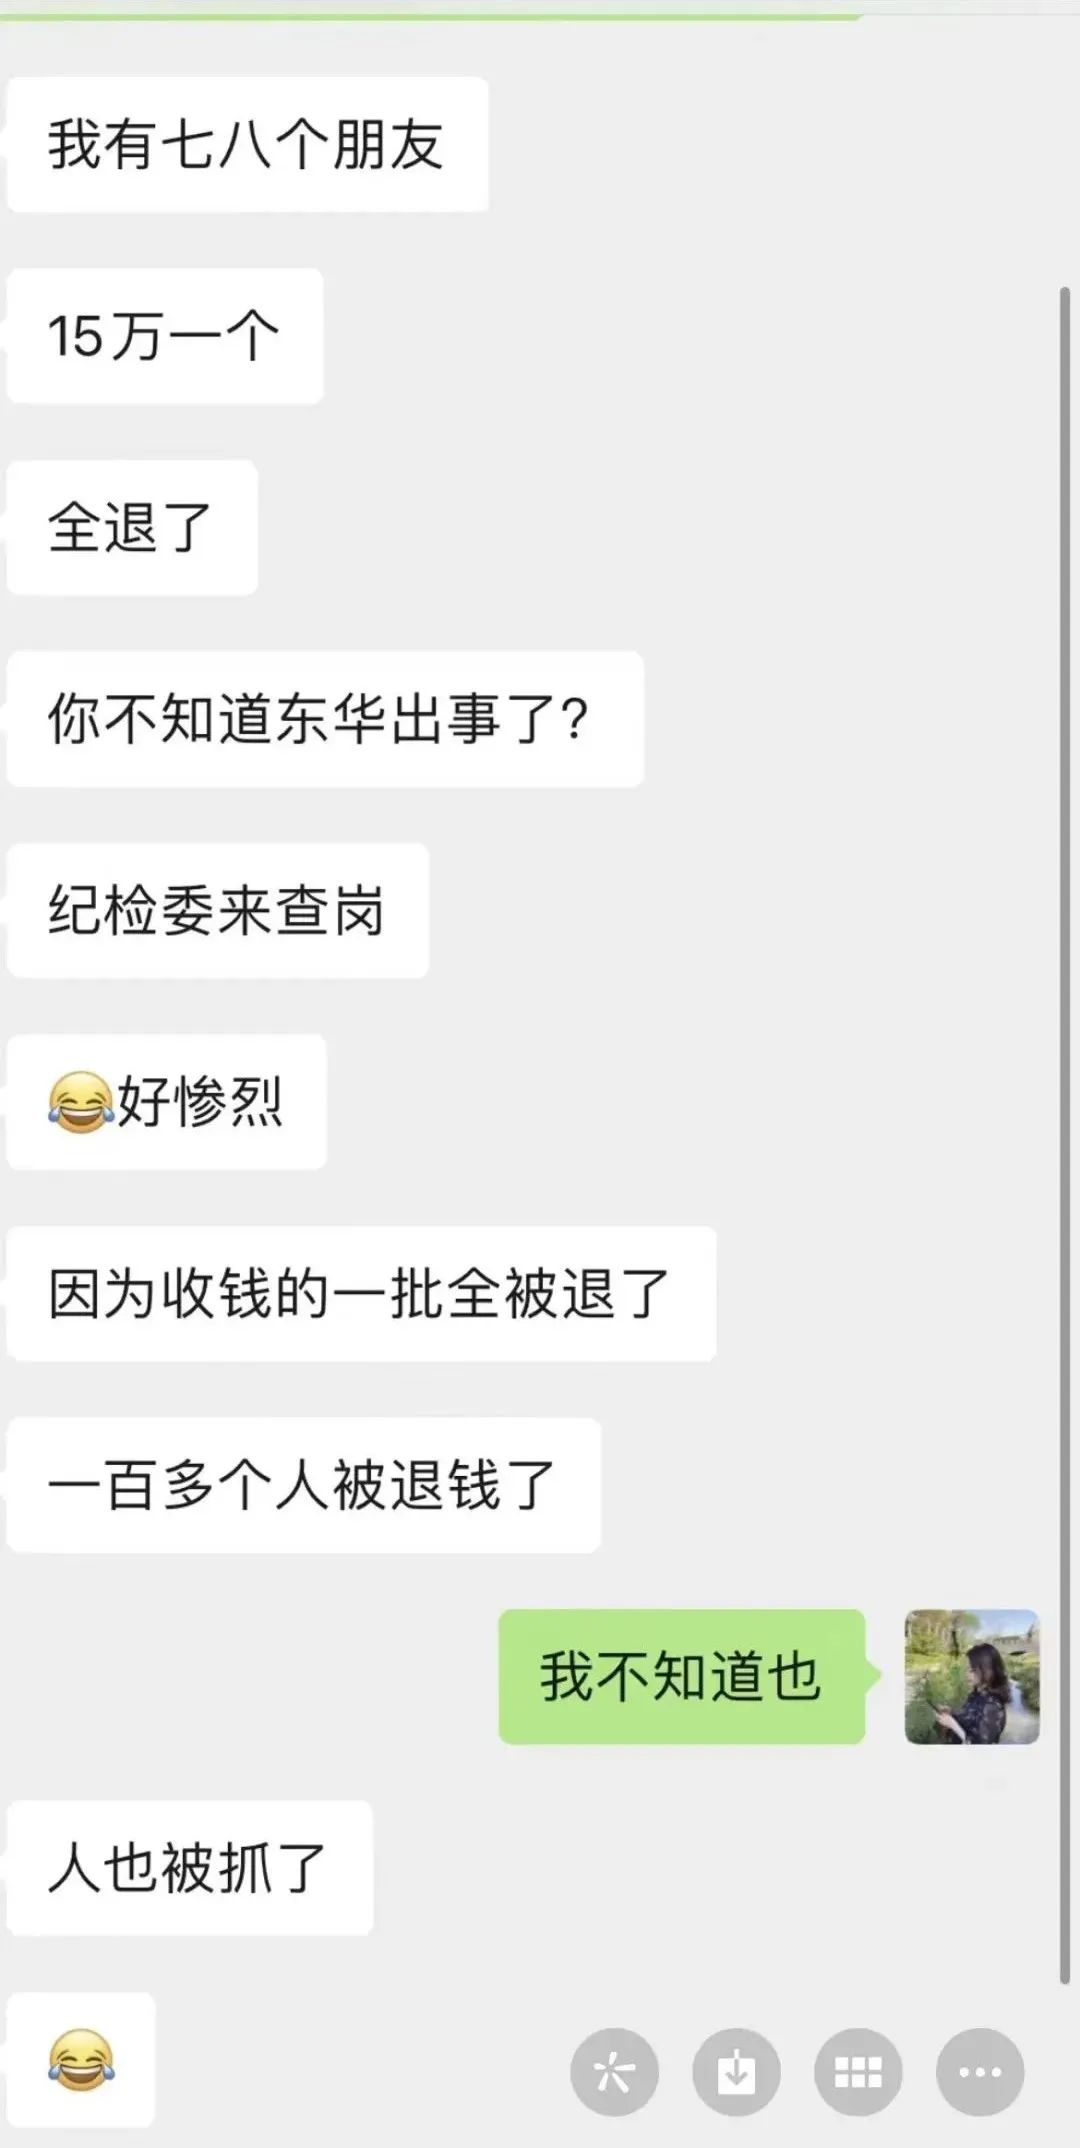 我有七八个朋友
15万一个
全退了
你不知道东华出事了?
纪检委来查岗
😂好惨烈
因为收钱的一批全被退了
一百多个人被退钱了
我不知道也
人也被抓了
😂